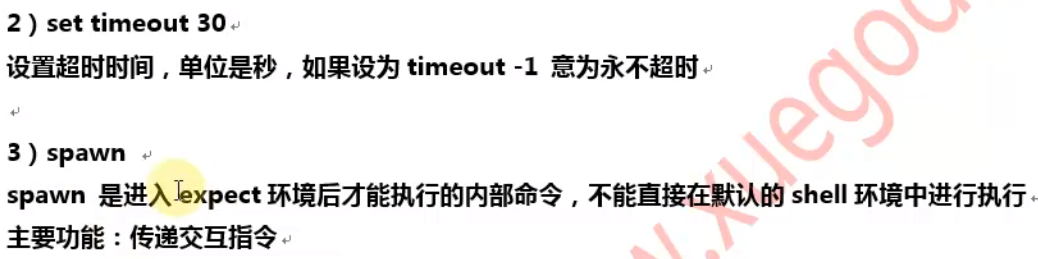 2）set timeout 30
设置超时时间，单位是秒，如果设为 timeout -1 意为永不超时
3）spawn
spawn 是进入 expect 环境后才能执行的内部命令，不能直接在默认的 shell 环境中进行执行
主要功能：传递交互指令
w.xuegod